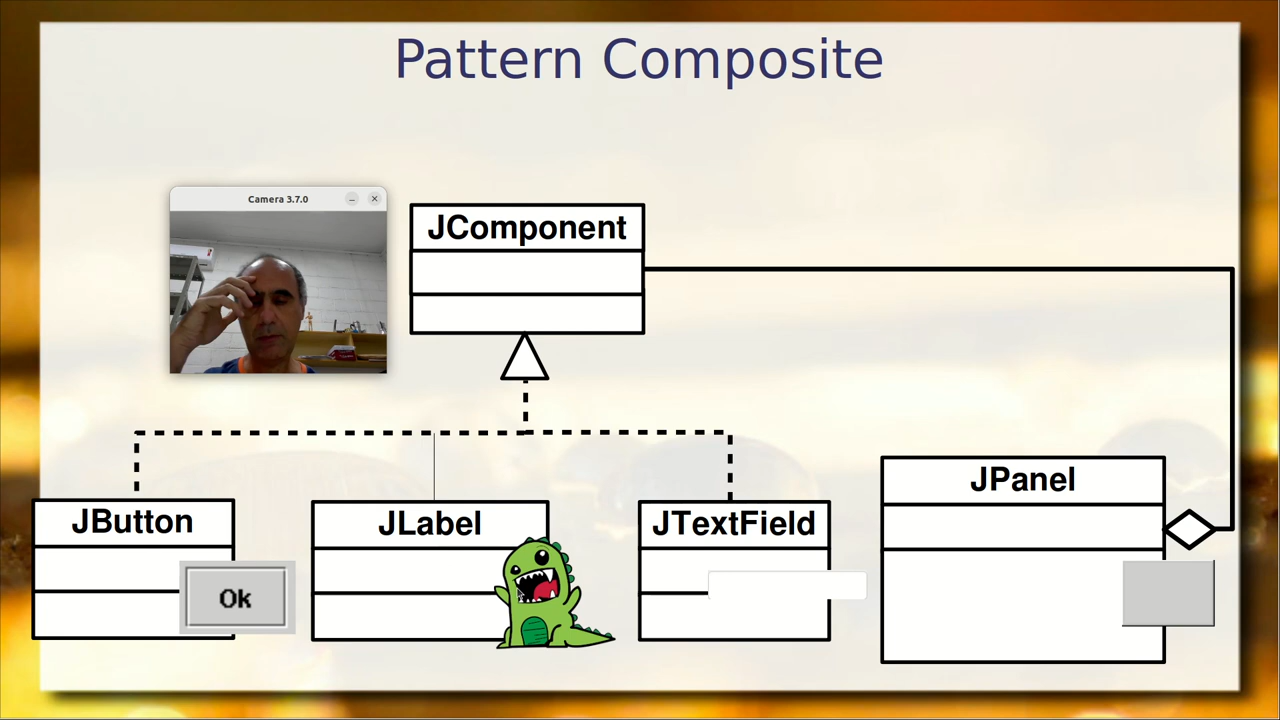 Pattern Composite
Camera 3.7.0
JComponent
JPanel
JButton
JLabel
JTextField
Ok